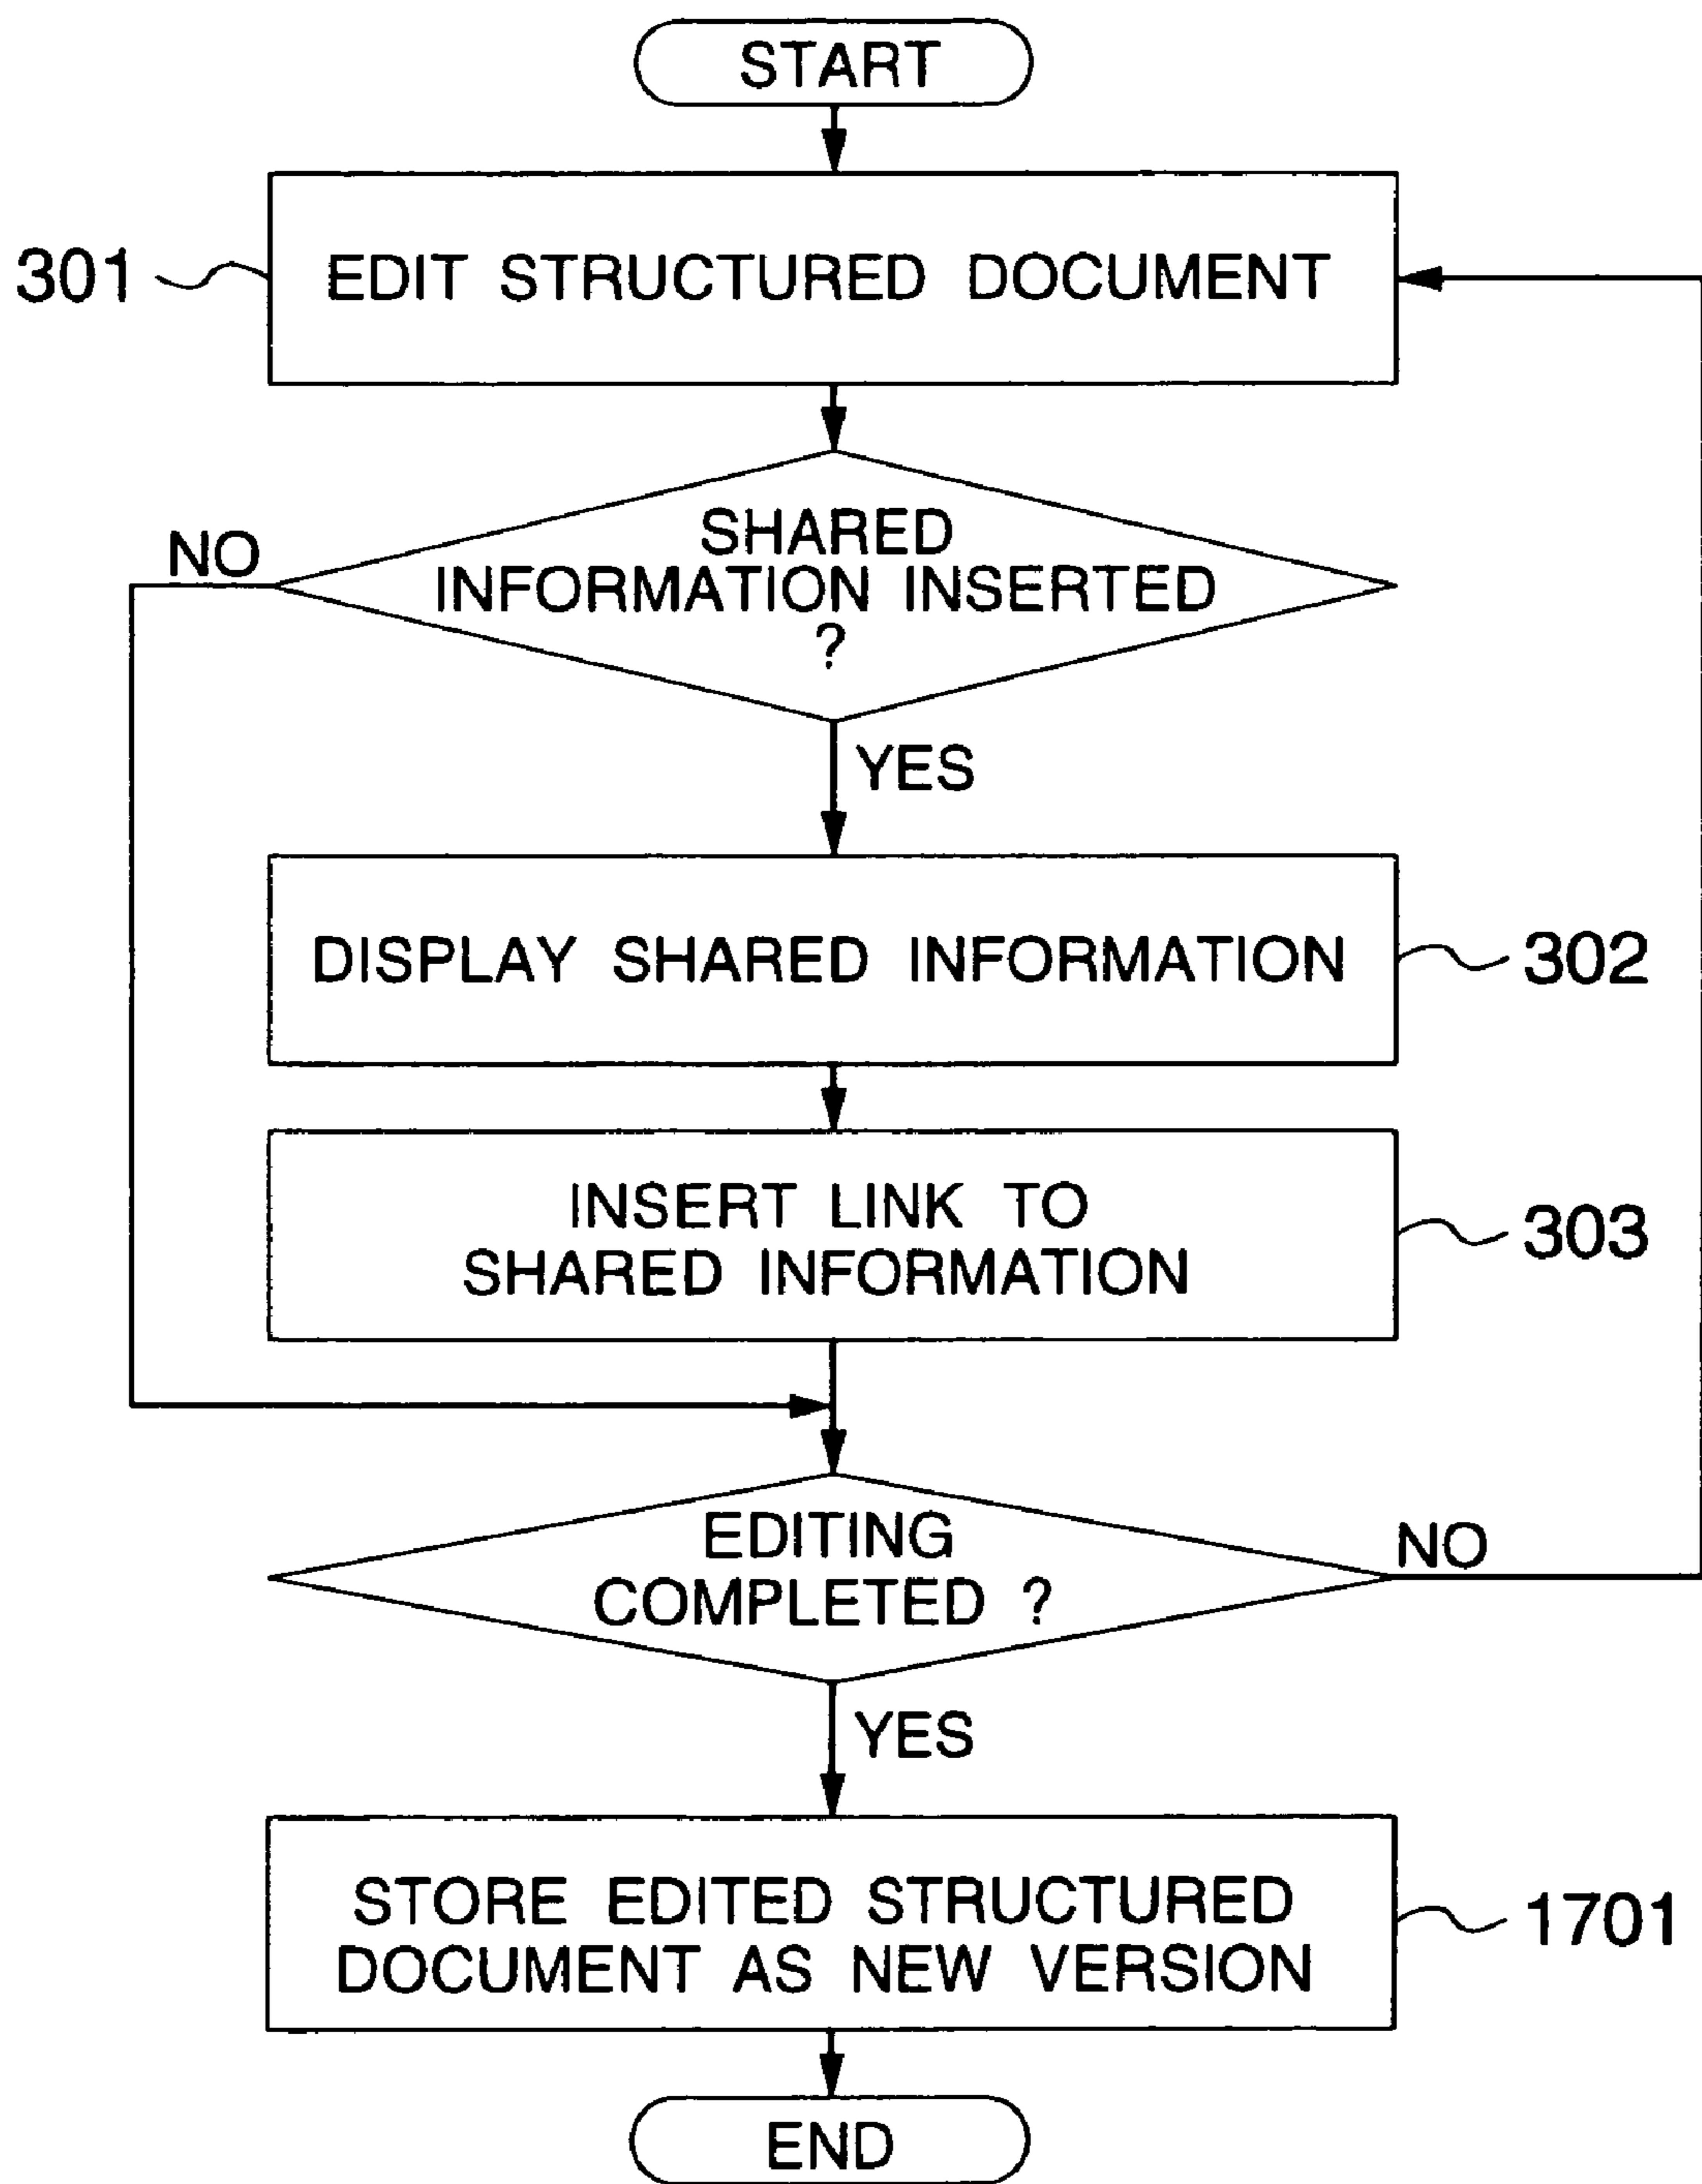 START
301
EDIT STRUCTURED DOCUMENT
SHARED
INFORMATION INSERTED
?
NO
YES
DISPLAY SHARED INFORMATION
302
INSERT LINK TO
SHARED INFORMATION
303
EDITING
COMPLETED ?
NO
YES
STORE EDITED STRUCTURED
DOCUMENT AS NEW VERSION
1701
END